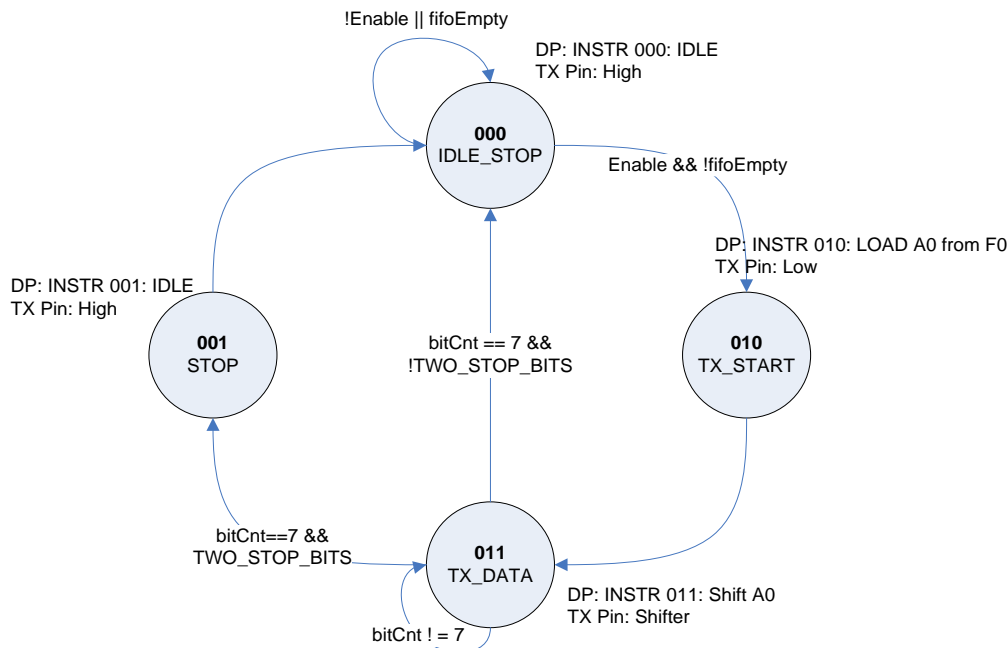 !Enable || fifoEmpty
DP: INSTR 000: IDLE
TX Pin: High
000
IDLE_STOP
Enable && !fifoEmpty
DP: INSTR 010: LOAD A0 from F0
TX Pin: Low
DP: INSTR 001: IDLE
TX Pin: High
001
STOP
bitCnt == 7 &&
!TWO_STOP_BITS
010
TX_START
bitCnt==7 &&
TWO_STOP_BITS
011
TX_DATA
DP: INSTR 011: Shift A0
TX Pin: Shifter
bitCnt ! = 7